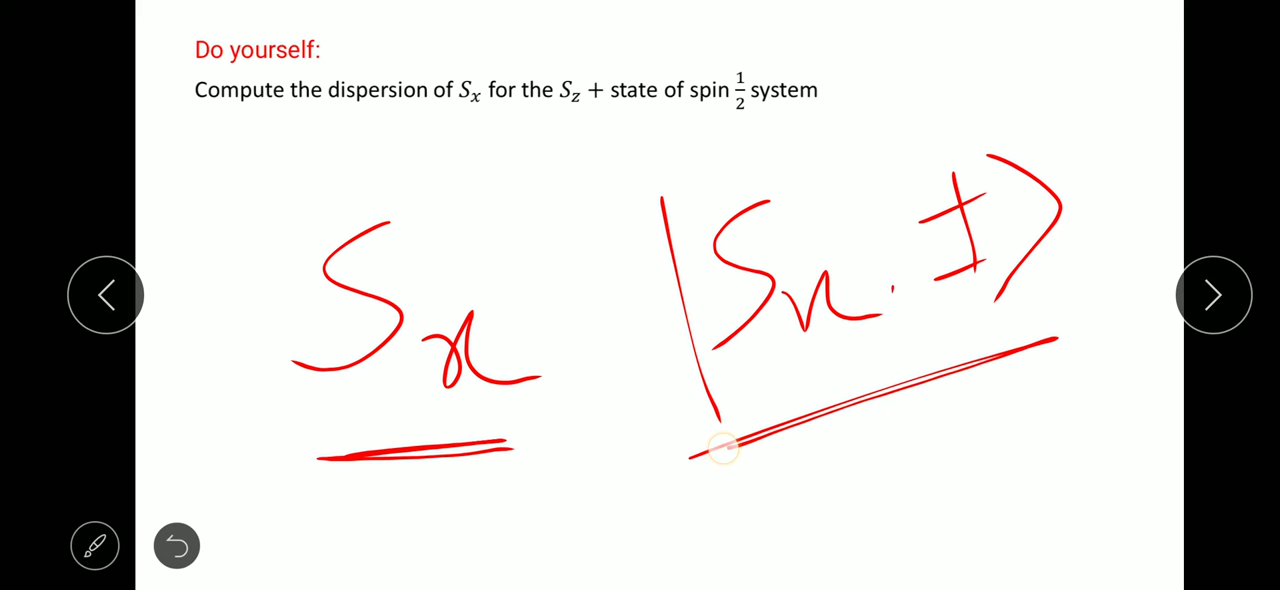 Do yourself:
Compute the dispersion of Sₓ for the S_z + state of spin 1/2 system
Sₓ |Sₓ . ±⟩